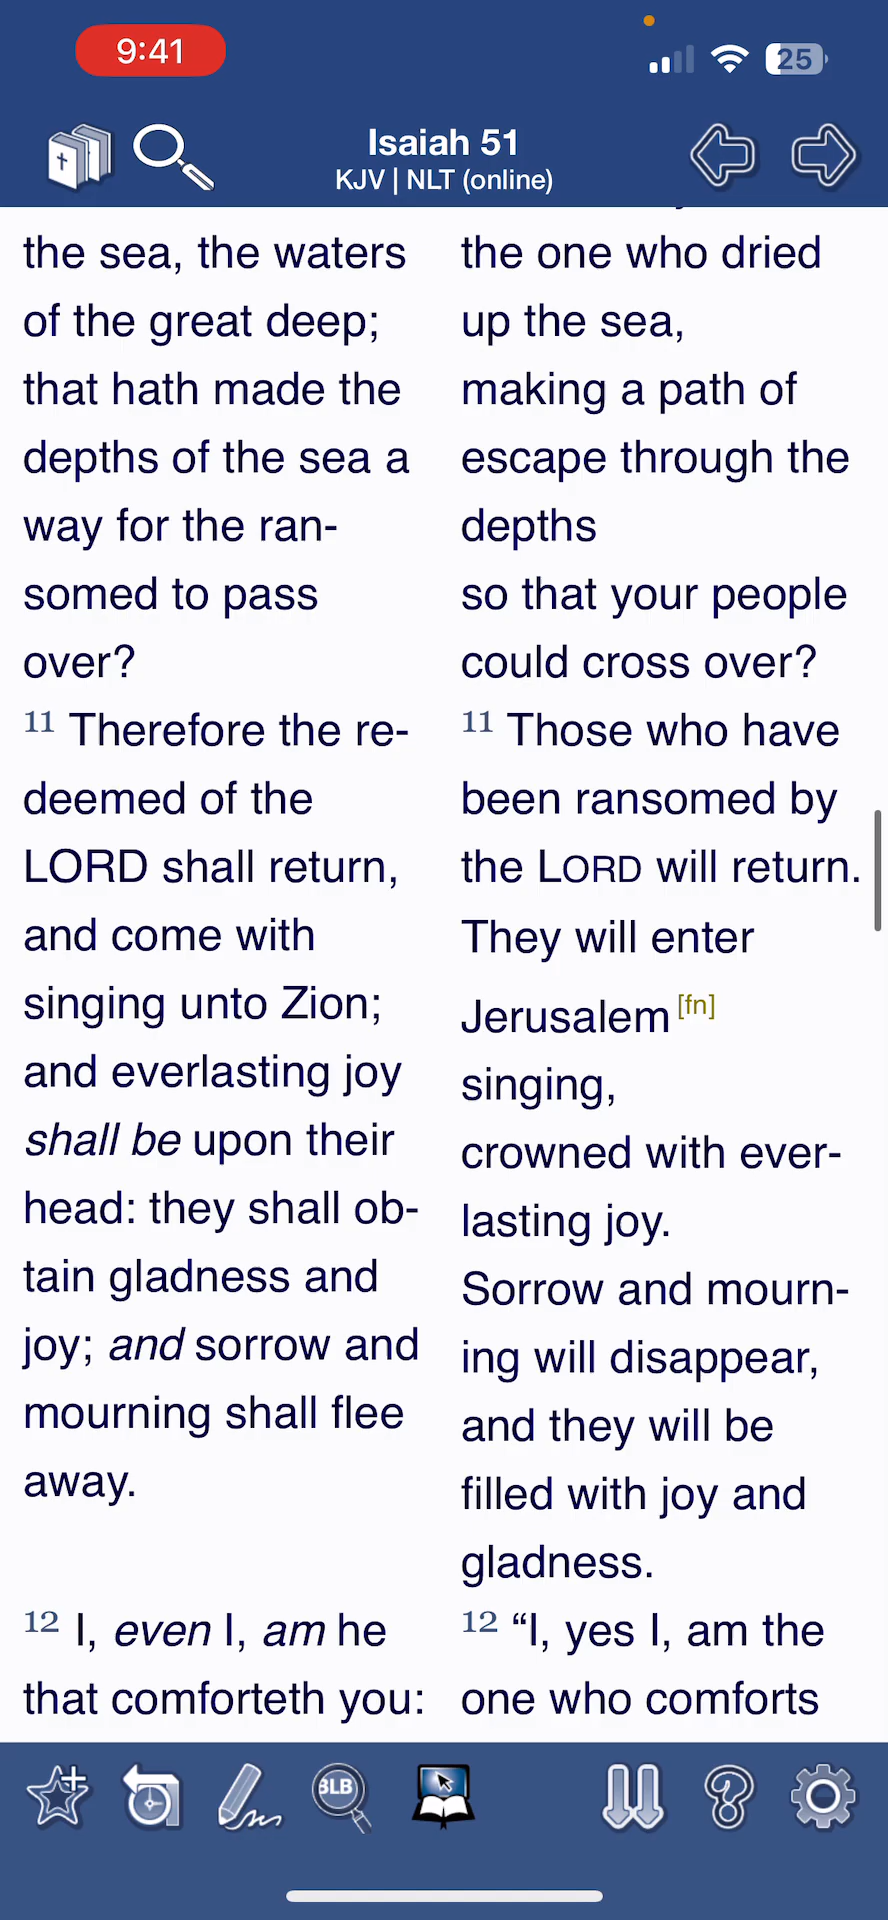 9:41
25
Isaiah 51
KJV | NLT (online)
the sea, the waters
of the great deep;
that hath made the
depths of the sea a
way for the ran-
somed to pass
over?
11 Therefore the re-
deemed of the
LORD shall return,
and come with
singing unto Zion;
and everlasting joy
shall be upon their
head: they shall ob-
tain gladness and
joy; and sorrow and
mourning shall flee
away.
12 I, even I, am he
that comforteth you:
the one who dried
up the sea,
making a path of
escape through the
depths
so that your people
could cross over?
11 Those who have
been ransomed by
the LORD will return.
They will enter
Jerusalem [fn]
singing,
crowned with ever-
lasting joy.
Sorrow and mourn-
ing will disappear,
and they will be
filled with joy and
gladness.
12 “I, yes I, am the
one who comforts
BLB